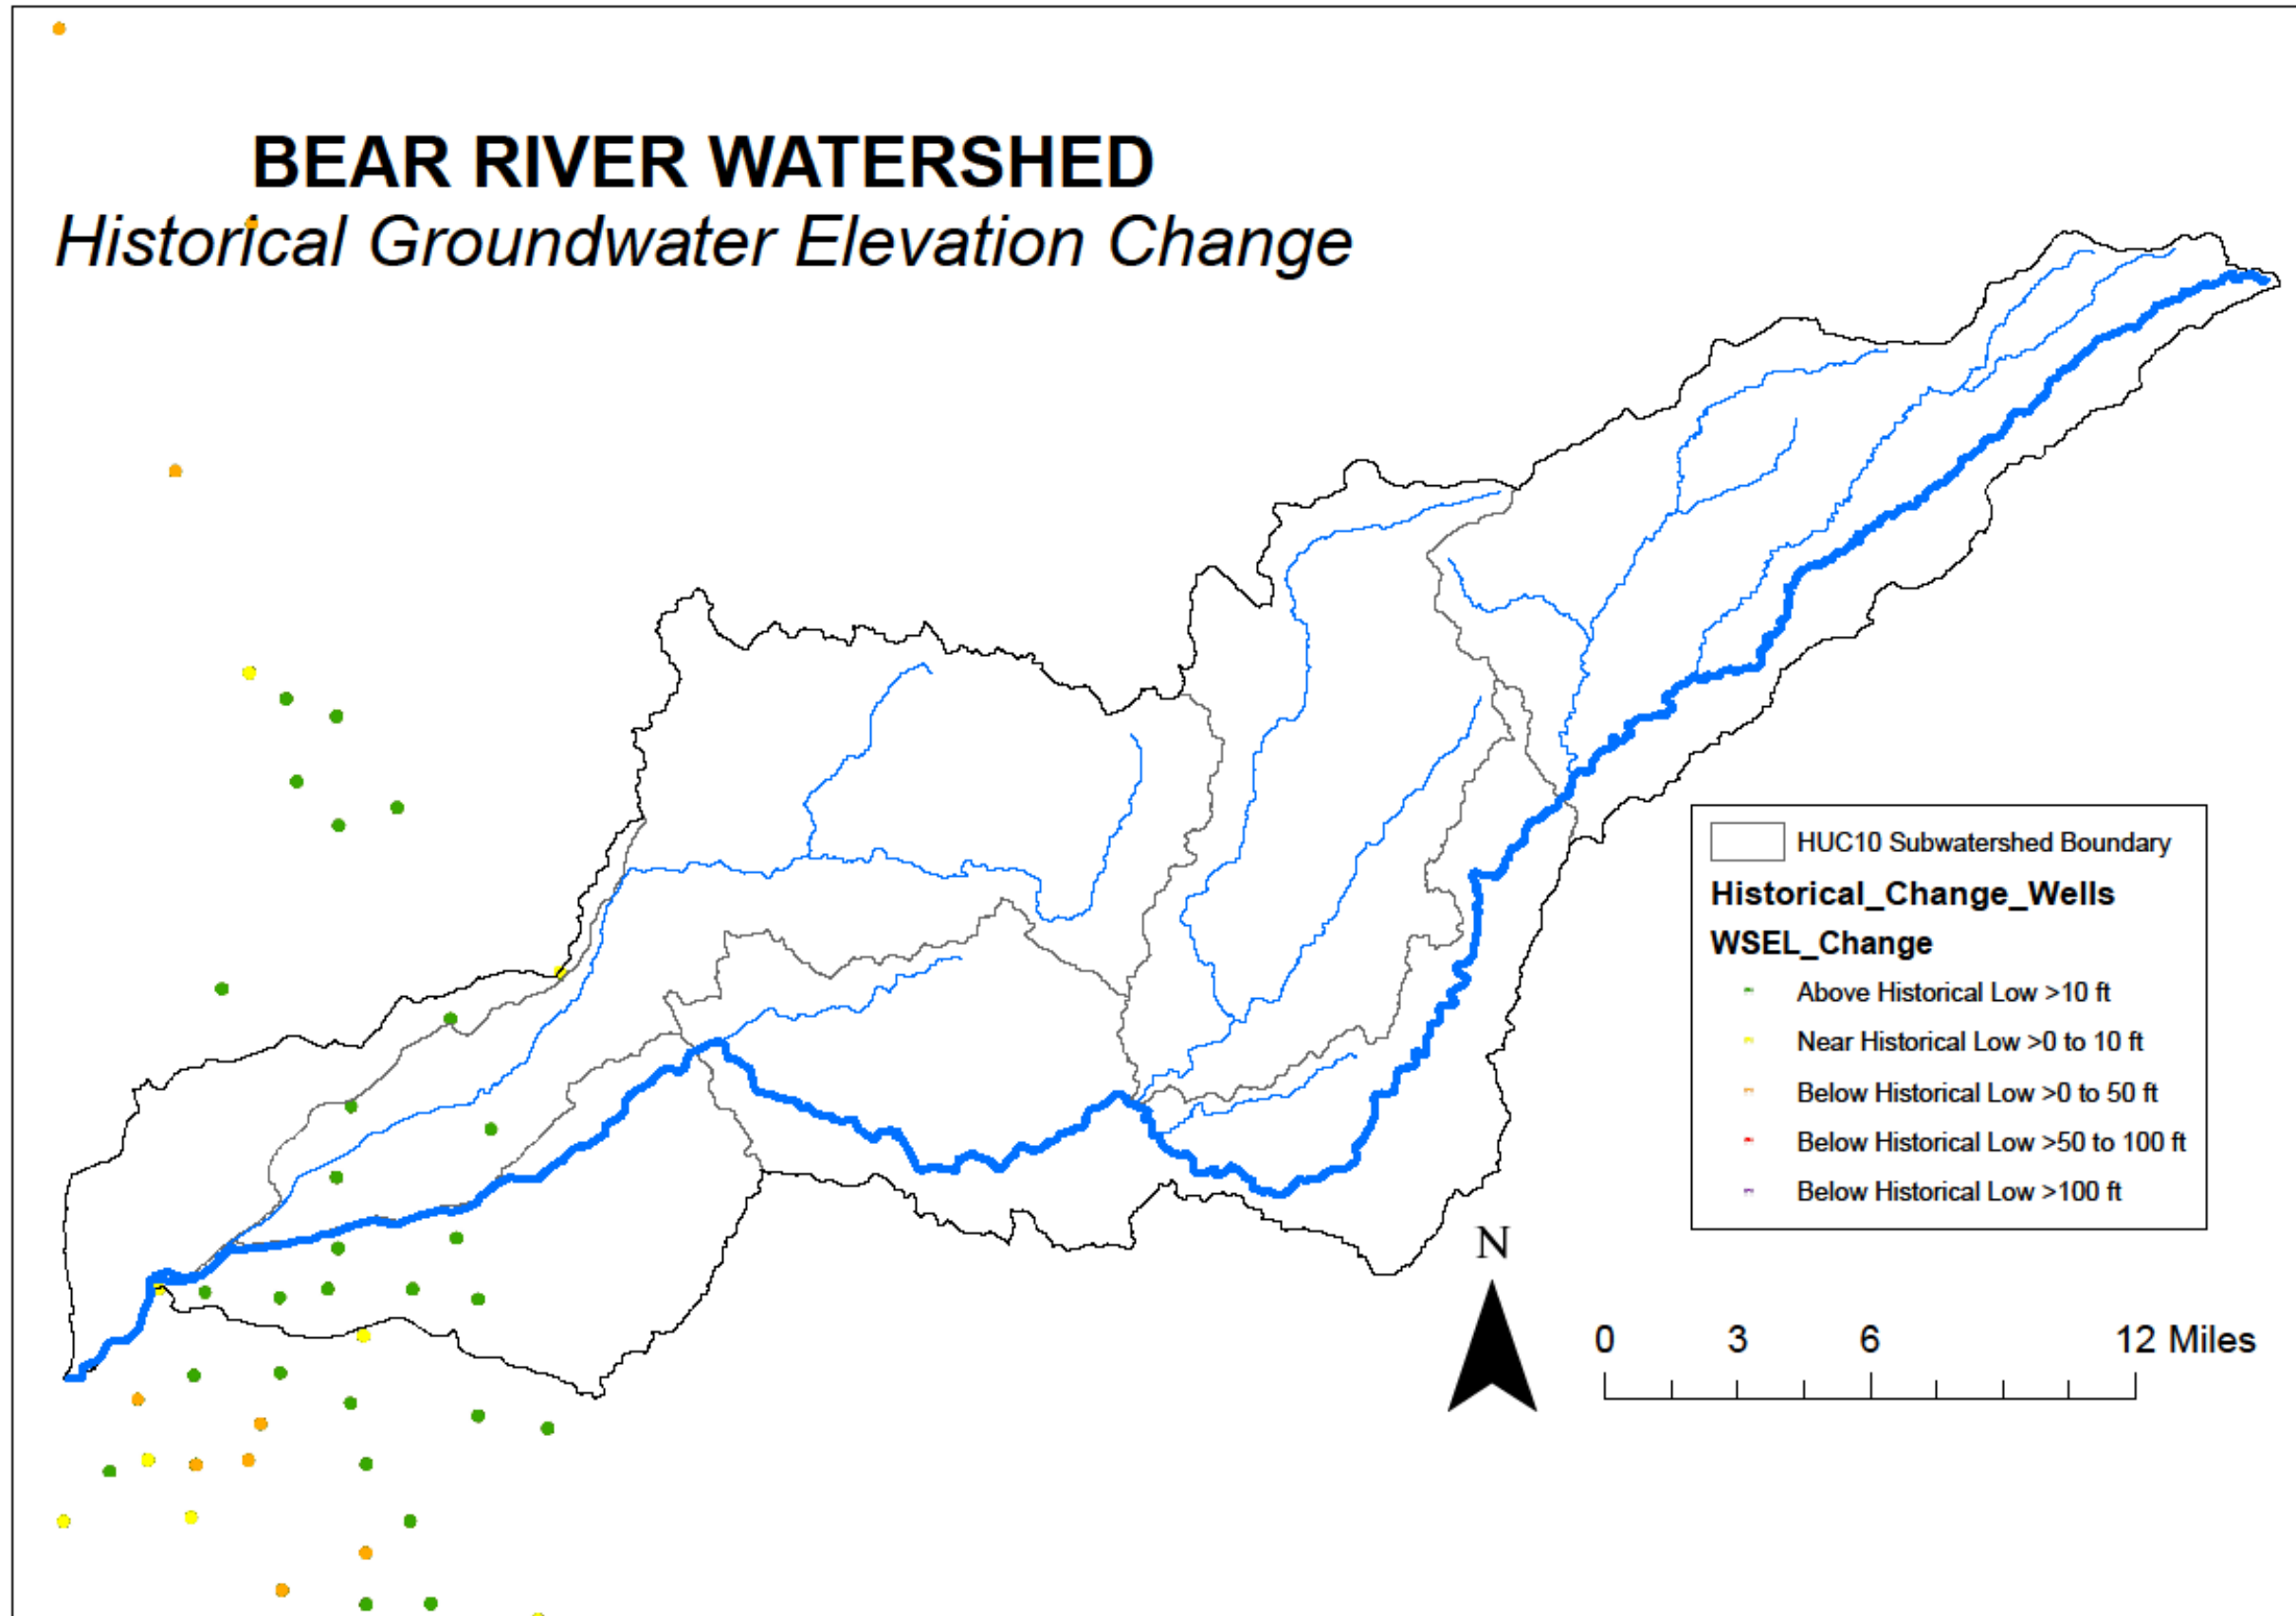 BEAR RIVER WATERSHED
Historical Groundwater Elevation Change
HUC10 Subwatershed Boundary
Historical_Change_Wells
WSEL_Change
Above Historical Low >10 ft
Near Historical Low >0 to 10 ft
Below Historical Low >0 to 50 ft
Below Historical Low >50 to 100 ft
Below Historical Low >100 ft
N
0 3 6 12 Miles